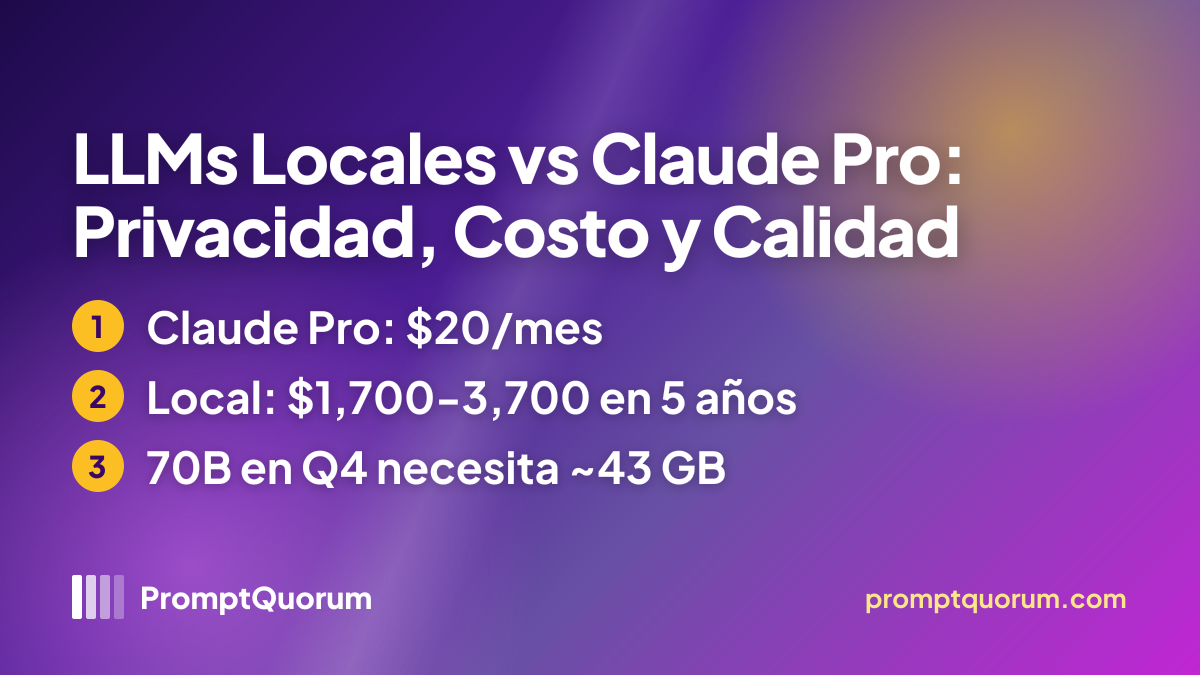 LLMs Locales vs Claude Pro:
Privacidad, Costo y Calidad
1 Claude Pro: $20/mes
2 Local: $1,700–3,700 en 5 años
3 70B en Q4 necesita ~43 GB
PromptQuorum
promptquorum.com